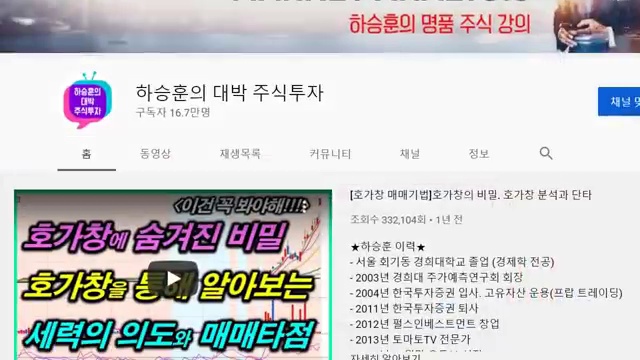 하승훈의 명품 주식 강의
하승훈의
대박
주식투자
하승훈의 대박 주식투자
구독자 16.7만명
홈
동영상
재생목록
커뮤니티
채널
정보
<이건 꼭 봐야해!!!>
호가창에 숨겨진 비밀
호가창을 통해 알아보는
세력의 의도와 매매타점
[호가창 매매기법]호가창의 비밀. 호가창 분석과 단타
조회수 332,104회 • 1년 전
★하승훈 이력★
- 서울 회기동 경희대학교 졸업 (경제학 전공)
- 2003년 경희대 주가예측연구회 회장
- 2004년 한국투자증권 입사. 고유자산 운용(프랍 트레이딩)
- 2011년 한국투자증권 퇴사
- 2012년 펄스인베스트먼트 창업
- 2013년 토마토TV 전문가
자세히 알아보기